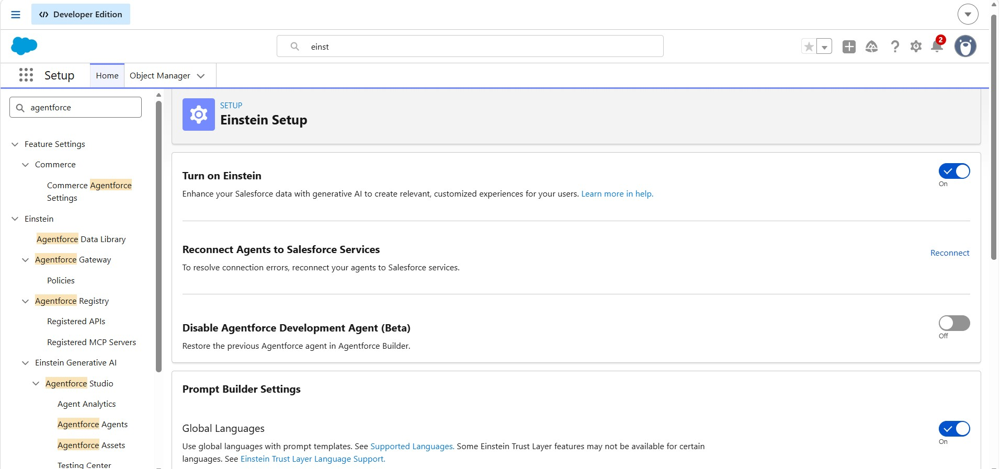 Developer Edition
einst
2
Setup
Home
Object Manager
agentforce
Feature Settings
Commerce
Commerce Agentforce
Settings
Einstein
Agentforce Data Library
Agentforce Gateway
Policies
Agentforce Registry
Registered APIs
Registered MCP Servers
Einstein Generative AI
Agentforce Studio
Agent Analytics
Agentforce Agents
Agentforce Assets
Testing Center
SETUP
Einstein Setup
Turn on Einstein
On
Enhance your Salesforce data with generative AI to create relevant, customized experiences for your users. Learn more in help.
Reconnect Agents to Salesforce Services
Reconnect
To resolve connection errors, reconnect your agents to Salesforce services.
Disable Agentforce Development Agent (Beta)
Off
Restore the previous Agentforce agent in Agentforce Builder.
Prompt Builder Settings
Global Languages
On
Use global languages with prompt templates. See Supported Languages. Some Einstein Trust Layer features may not be available for certain
languages. See Einstein Trust Layer Language Support.